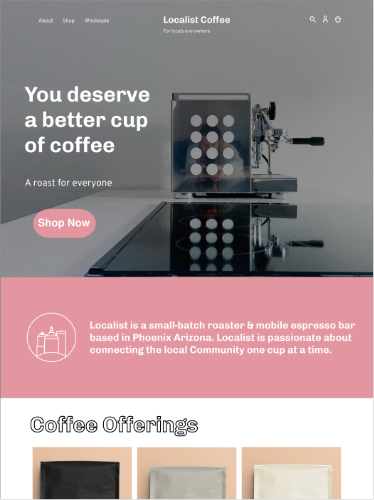 About Shop Wholesale
Localist Coffee
For locals everywhere
You deserve
a better cup
of coffee
A roast for everyone
Shop Now
Localist is a small-batch roaster & mobile espresso bar
based in Phoenix Arizona. Localist is passionate about
connecting the local Community one cup at a time.
Coffee Offerings